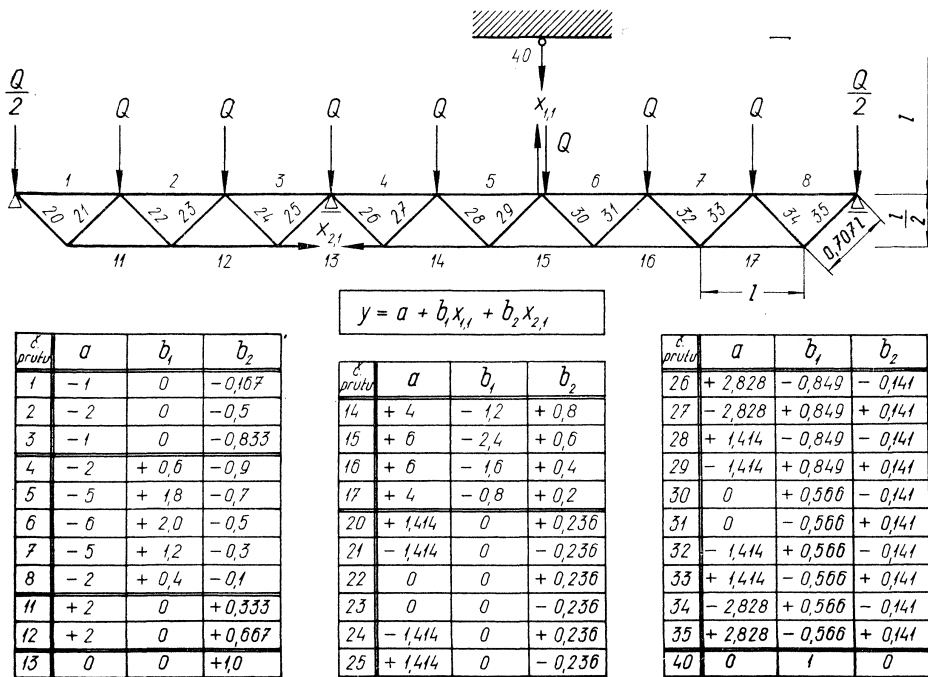 40
Q/2 Q Q Q Q x₁,₁ Q Q Q Q/2
l
1 2 3 4 5 6 7 8
20 21 22 23 24 25 26 27 28 29 30 31 32 33 34 35
x₂,₁
l/2
0,707l
11 12 13 14 15 16 17
l
y = a + b₁x₁,₁ + b₂x₂,₁
č. prutu a b₁ b₂
1 - 1 0 - 0,167
2 - 2 0 - 0,5
3 - 1 0 - 0,833
4 - 2 + 0,6 - 0,9
5 - 5 + 1,8 - 0,7
6 - 6 + 2,0 - 0,5
7 - 5 + 1,2 - 0,3
8 - 2 + 0,4 - 0,1
11 + 2 0 + 0,333
12 + 2 0 + 0,667
13 0 0 +1,0
č. prutu a b₁ b₂
14 + 4 - 1,2 + 0,8
15 + 6 - 2,4 + 0,6
16 + 6 - 1,6 + 0,4
17 + 4 - 0,8 + 0,2
20 + 1,414 0 + 0,236
21 - 1,414 0 - 0,236
22 0 0 + 0,236
23 0 0 - 0,236
24 - 1,414 0 + 0,236
25 + 1,414 0 - 0,236
č. prutu a b₁ b₂
26 + 2,828 - 0,849 - 0,141
27 - 2,828 + 0,849 + 0,141
28 + 1,414 - 0,849 - 0,141
29 - 1,414 + 0,849 + 0,141
30 0 + 0,566 - 0,141
31 0 - 0,566 + 0,141
32 - 1,414 + 0,566 - 0,141
33 + 1,414 - 0,566 + 0,141
34 - 2,828 + 0,566 - 0,141
35 + 2,828 - 0,566 + 0,141
40 0 1 0